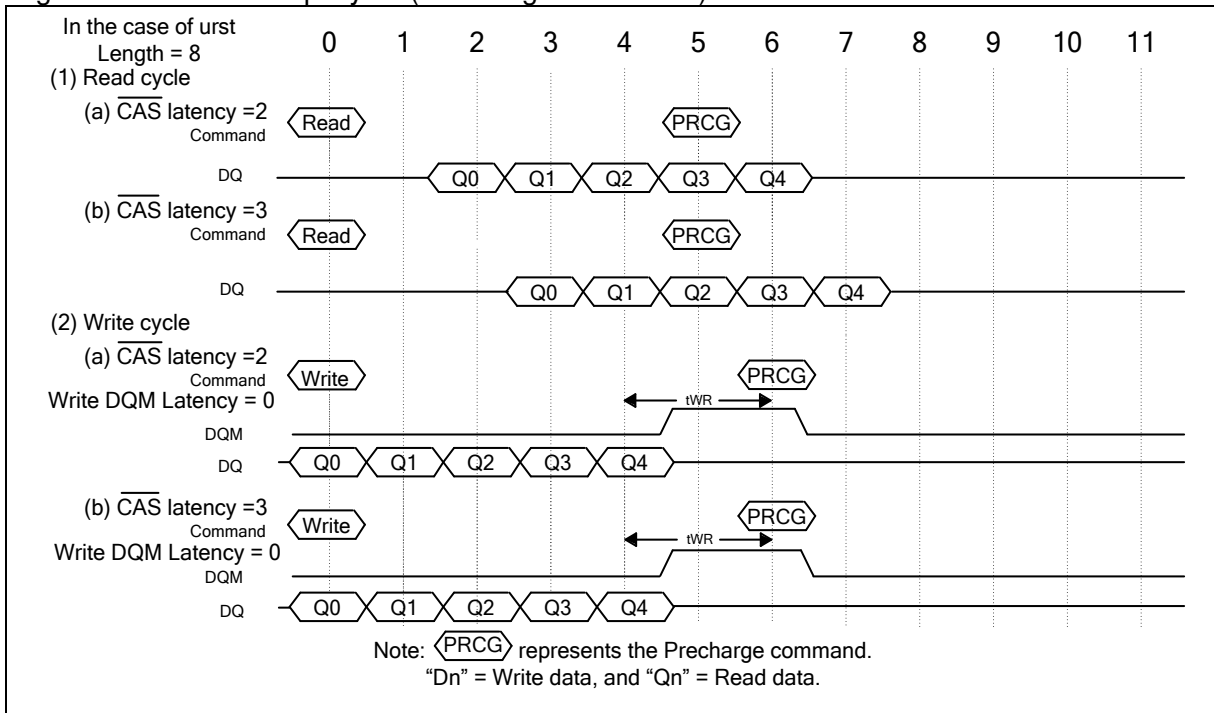 In the case of urst
Length = 8
0 1 2 3 4 5 6 7 8 9 10 11
(1) Read cycle
(a) CAS latency =2
Command
Read PRCG
DQ Q0 Q1 Q2 Q3 Q4
(b) CAS latency =3
Command
Read PRCG
DQ Q0 Q1 Q2 Q3 Q4
(2) Write cycle
(a) CAS latency =2
Command
Write PRCG
Write DQM Latency = 0
tWR
DQM
DQ Q0 Q1 Q2 Q3 Q4
(b) CAS latency =3
Command
Write PRCG
Write DQM Latency = 0
tWR
DQM
DQ Q0 Q1 Q2 Q3 Q4
Note: PRCG represents the Precharge command.
“Dn” = Write data, and “Qn” = Read data.